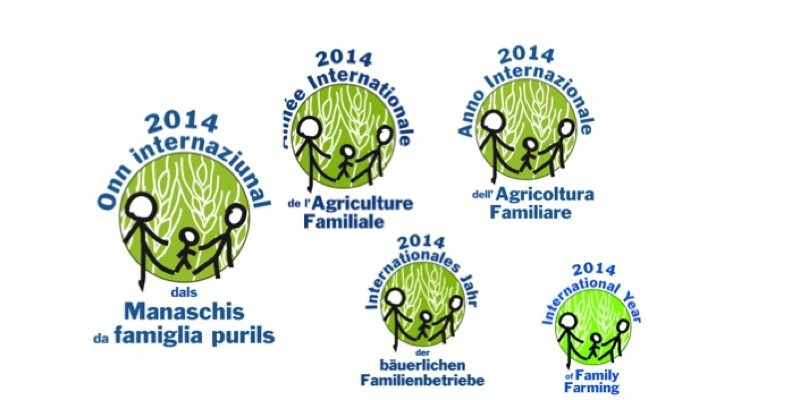 2014
Onn internaziunal
dals
Manaschis
da famiglia purils
2014
Année Internationale
de l'Agriculture
Familiale
2014
Anno Internazionale
dell'Agricoltura
Familiare
2014
Internationales Jahr
der
bäuerlichen
Familienbetriebe
2014
International Year
of Family
Farming